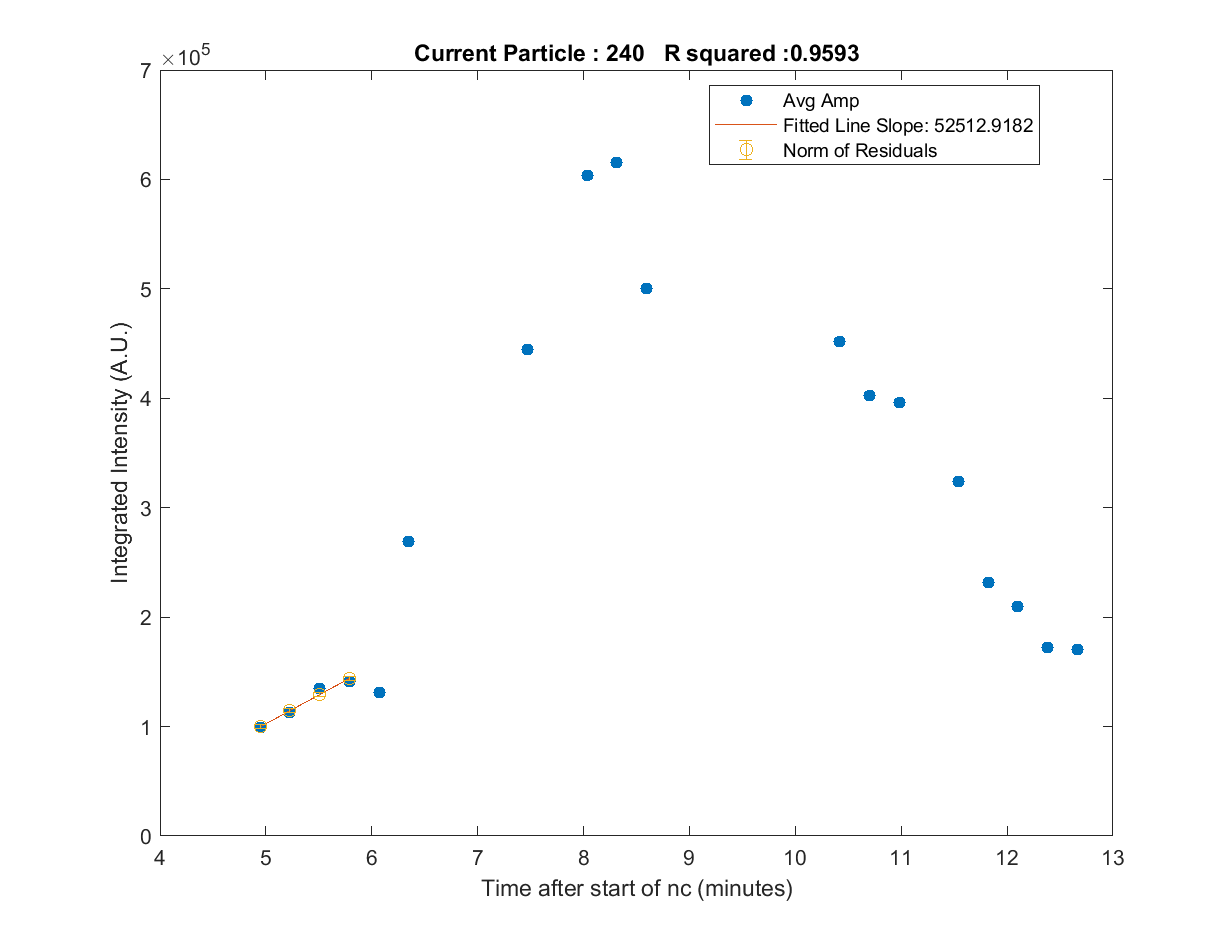 Current Particle : 240 R squared :0.9593
×10^5
7
6
5
4
3
2
1
0
Integrated Intensity (A.U.)
Avg Amp
Fitted Line Slope: 52512.9182
Norm of Residuals
4 5 6 7 8 9 10 11 12 13
Time after start of nc (minutes)